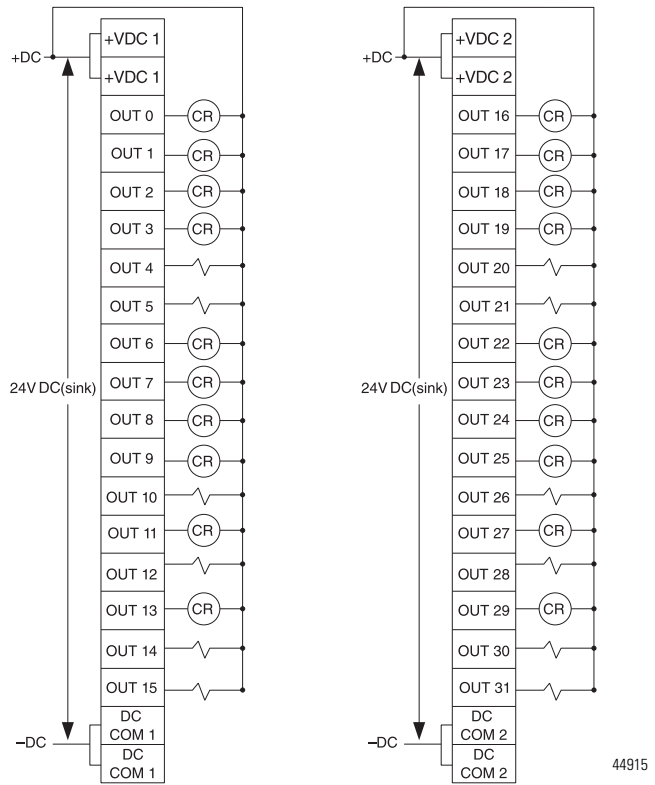 +VDC 1
+DC
+VDC 1
OUT 0 CR
OUT 1 CR
OUT 2 CR
OUT 3 CR
OUT 4
OUT 5
OUT 6 CR
OUT 7 CR
24V DC(sink)
OUT 8 CR
OUT 9 CR
OUT 10
OUT 11 CR
OUT 12
OUT 13 CR
OUT 14
OUT 15
DC
COM 1
–DC
DC
COM 1
+VDC 2
+DC
+VDC 2
OUT 16 CR
OUT 17 CR
OUT 18 CR
OUT 19 CR
OUT 20
OUT 21
OUT 22 CR
OUT 23 CR
24V DC(sink)
OUT 24 CR
OUT 25 CR
OUT 26
OUT 27 CR
OUT 28
OUT 29 CR
OUT 30
OUT 31
DC
COM 2
–DC
DC
COM 2
44915